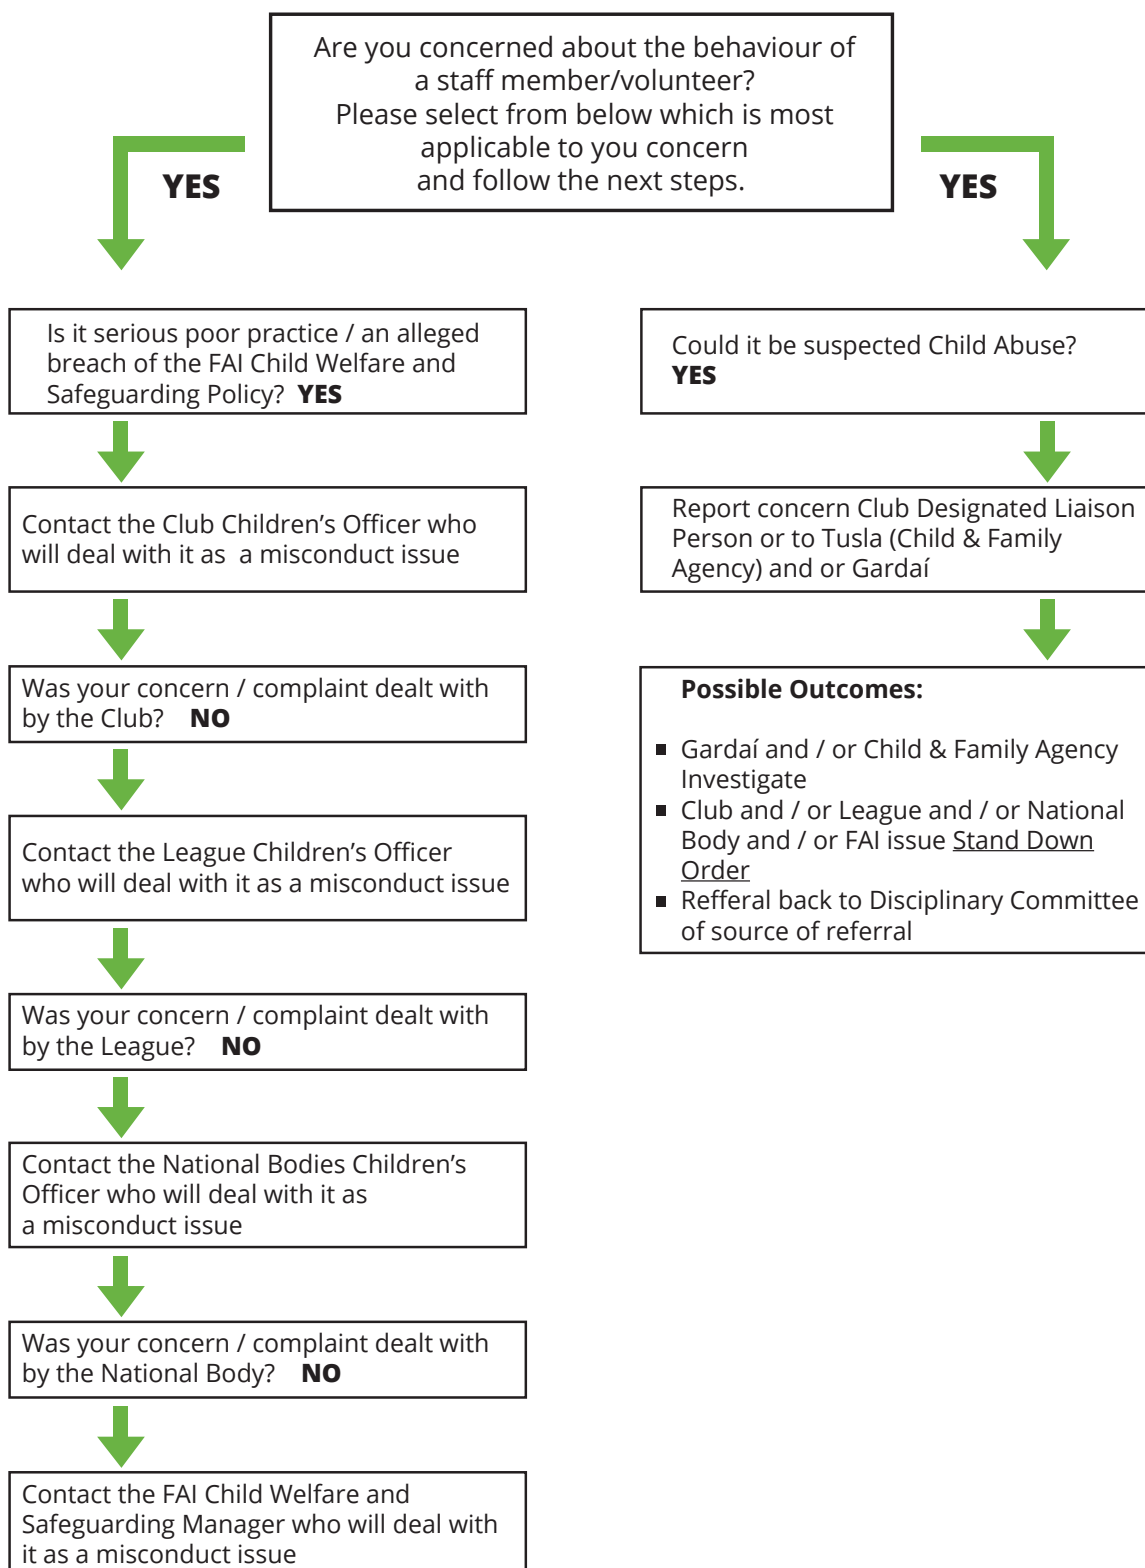 Are you concerned about the behaviour of
a staff member/volunteer?
Please select from below which is most
applicable to you concern
and follow the next steps.
YES
YES
Is it serious poor practice / an alleged
breach of the FAI Child Welfare and
Safeguarding Policy? YES
Contact the Club Children's Officer who
will deal with it as a misconduct issue
Was your concern / complaint dealt with
by the Club? NO
Contact the League Children's Officer
who will deal with it as a misconduct issue
Was your concern / complaint dealt with
by the League? NO
Contact the National Bodies Children's
Officer who will deal with it as
a misconduct issue
Was your concern / complaint dealt with
by the National Body? NO
Contact the FAI Child Welfare and
Safeguarding Manager who will deal with
it as a misconduct issue
Could it be suspected Child Abuse?
YES
Report concern Club Designated Liaison
Person or to Tusla (Child & Family
Agency) and or Gardaí
Possible Outcomes:
■ Gardaí and / or Child & Family Agency
Investigate
■ Club and / or League and / or National
Body and / or FAI issue Stand Down
Order
■ Refferal back to Disciplinary Committee
of source of referral